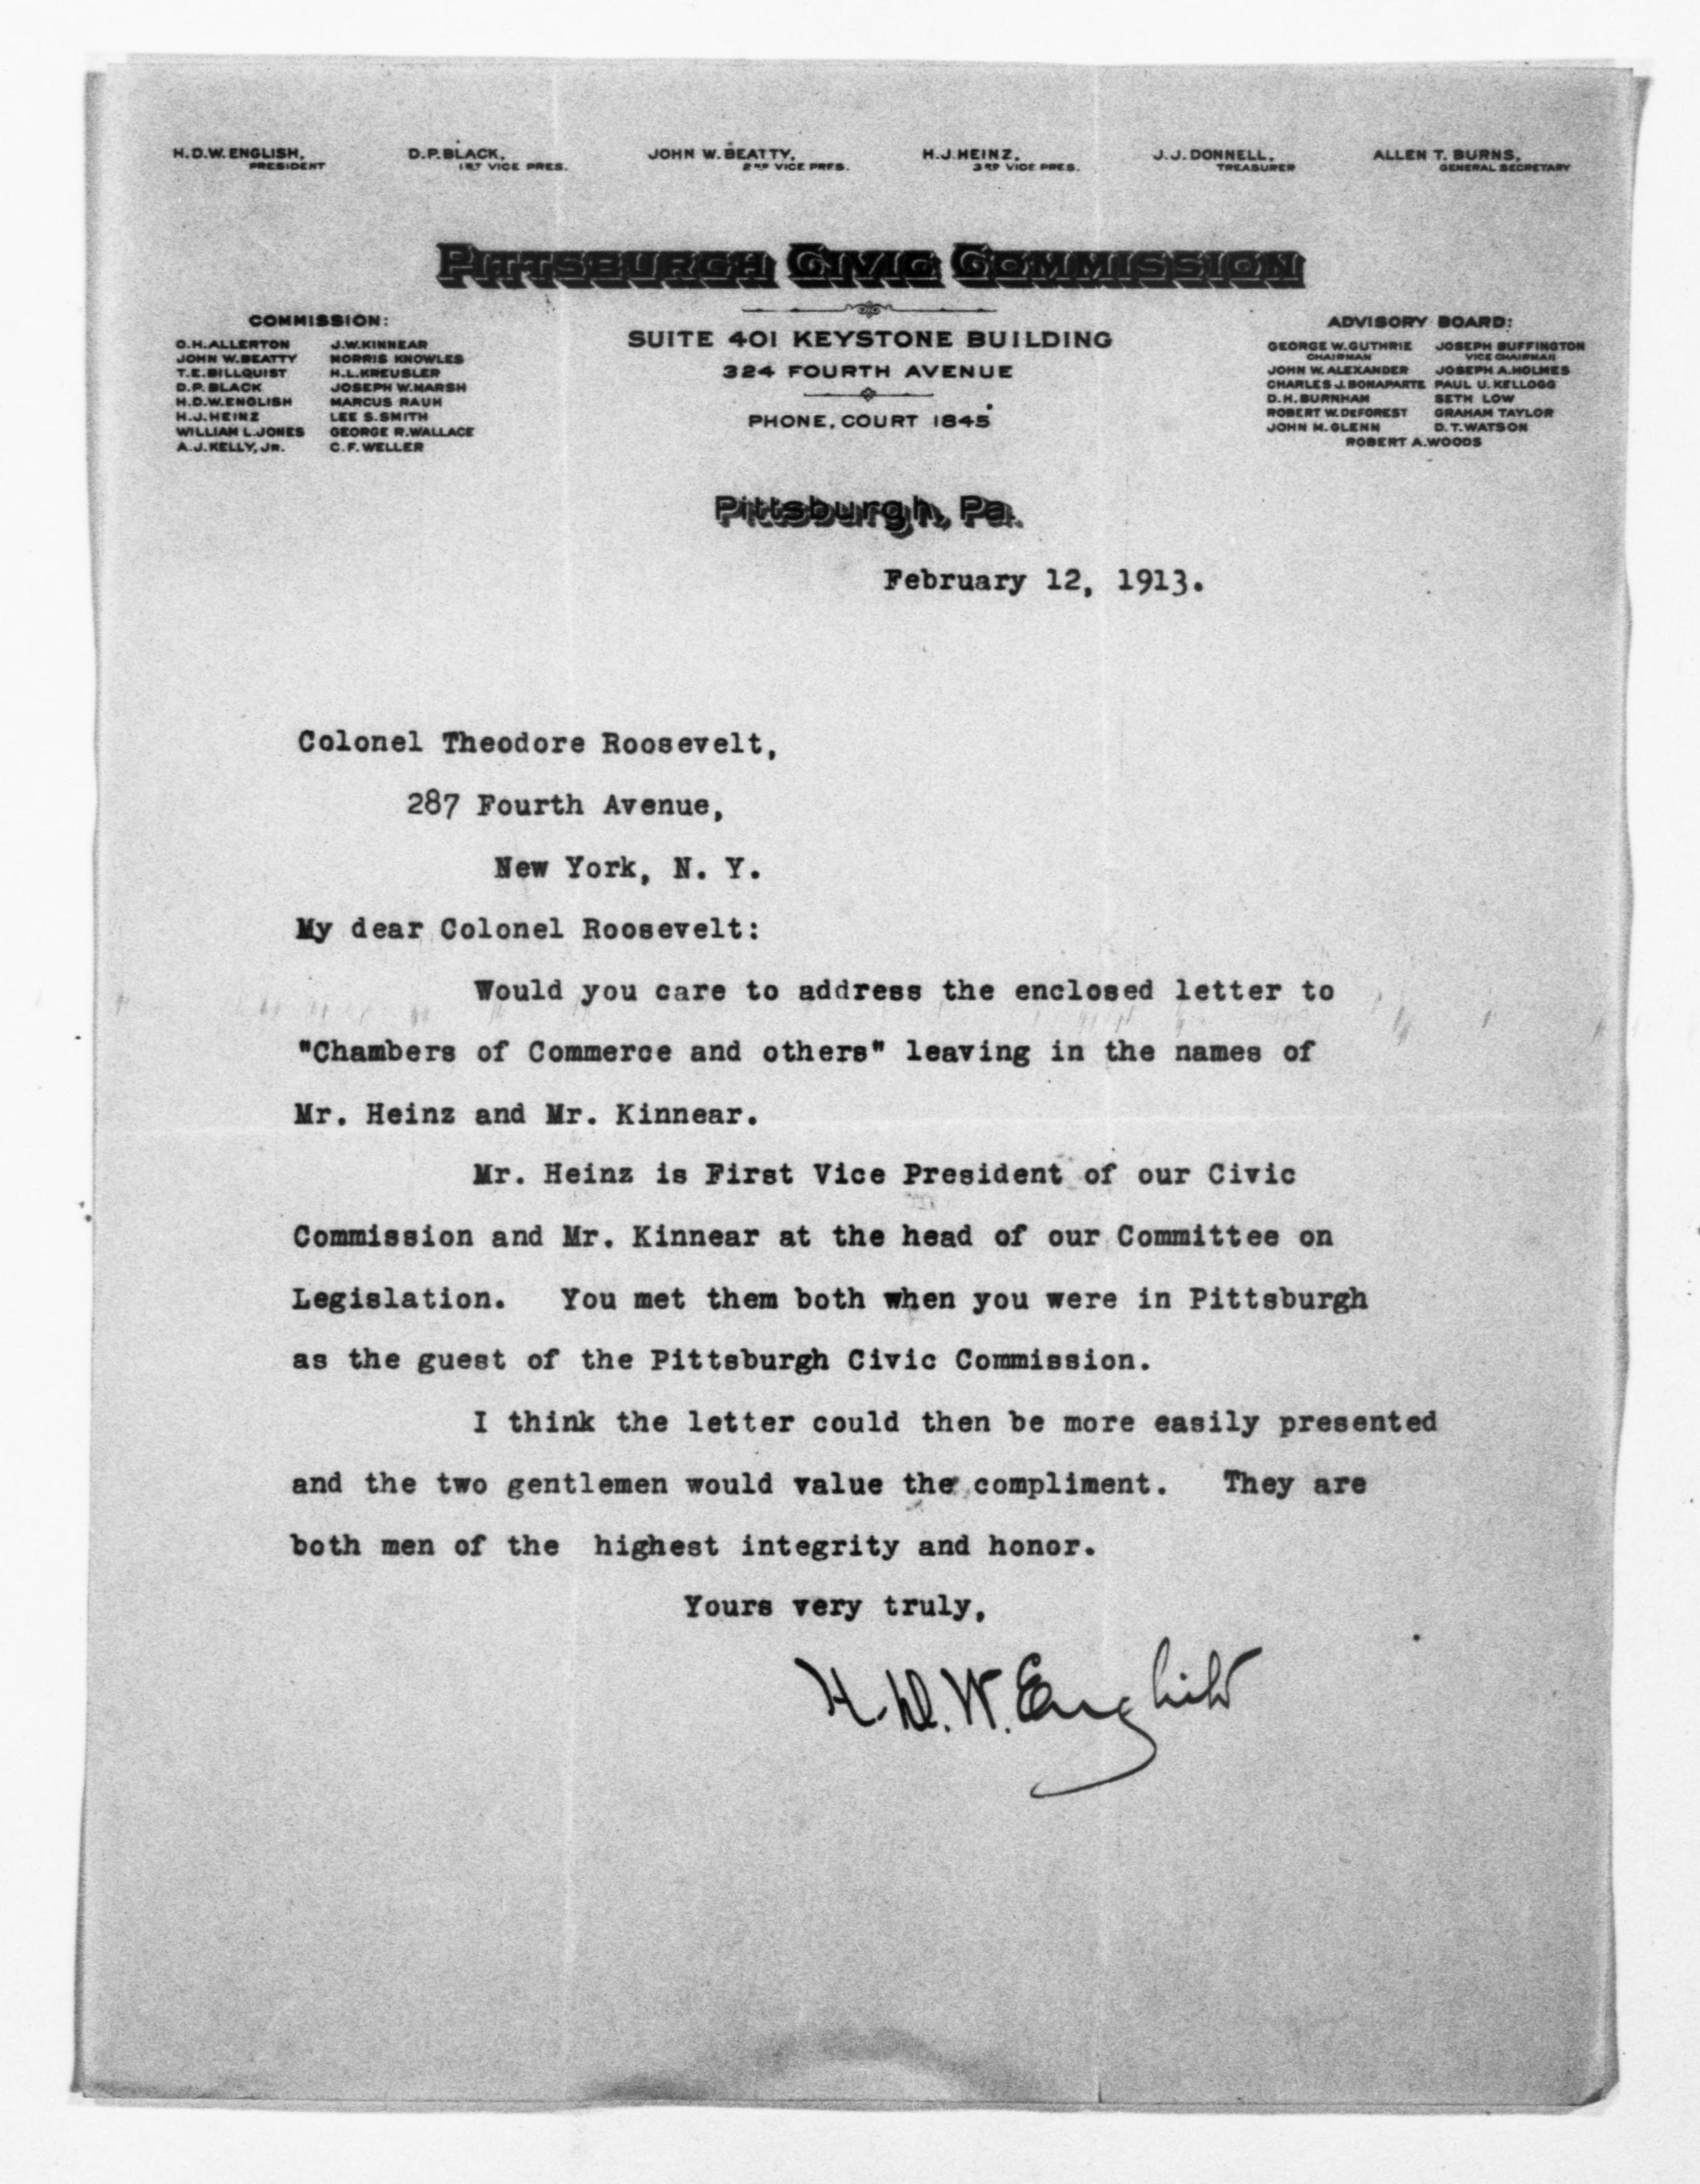 H.D.W. ENGLISH, PRESIDENT
D.P. BLACK, 1ST VICE PRES.
JOHN W. BEATTY, 2ND VICE PRES.
H.J. HEINZ, 3RD VICE PRES.
J.J. DONNELL, TREASURER
ALLEN T. BURNS, GENERAL SECRETARY
PITTSBURGH CIVIC COMMISSION
SUITE 401 KEYSTONE BUILDING
324 FOURTH AVENUE
PHONE, COURT 1845
COMMISSION:
O.H. ALLERTON
JOHN W. BEATTY
T.E. BILLQUIST
D.P. BLACK
H.D.W. ENGLISH
H.J. HEINZ
WILLIAM L. JONES
A.J. KELLY, JR.
J.W. KINNEAR
MORRIS KNOWLES
H.L. KREUSLER
JOSEPH W. MARSH
MARCUS RAUH
LEE S. SMITH
GEORGE R. WALLACE
C.F. WELLER
ADVISORY BOARD:
GEORGE W. GUTHRIE
CHAIRMAN
JOHN W. ALEXANDER
CHARLES J. BONAPARTE
D.H. BURNHAM
ROBERT W. DEFOREST
JOHN M. GLENN
JOSEPH BUFFINGTON
VICE CHAIRMAN
JOSEPH A. HOLMES
PAUL U. KELLOGG
SETH LOW
GRAHAM TAYLOR
D.T. WATSON
ROBERT A. WOODS
Pittsburgh, Pa.
February 12, 1913.
Colonel Theodore Roosevelt,
287 Fourth Avenue,
New York, N. Y.
My dear Colonel Roosevelt:
Would you care to address the enclosed letter to
"Chambers of Commerce and others" leaving in the names of
Mr. Heinz and Mr. Kinnear.
Mr. Heinz is First Vice President of our Civic
Commission and Mr. Kinnear at the head of our Committee on
Legislation. You met them both when you were in Pittsburgh
as the guest of the Pittsburgh Civic Commission.
I think the letter could then be more easily presented
and the two gentlemen would value the compliment. They are
both men of the highest integrity and honor.
Yours very truly,
H.D.W. English